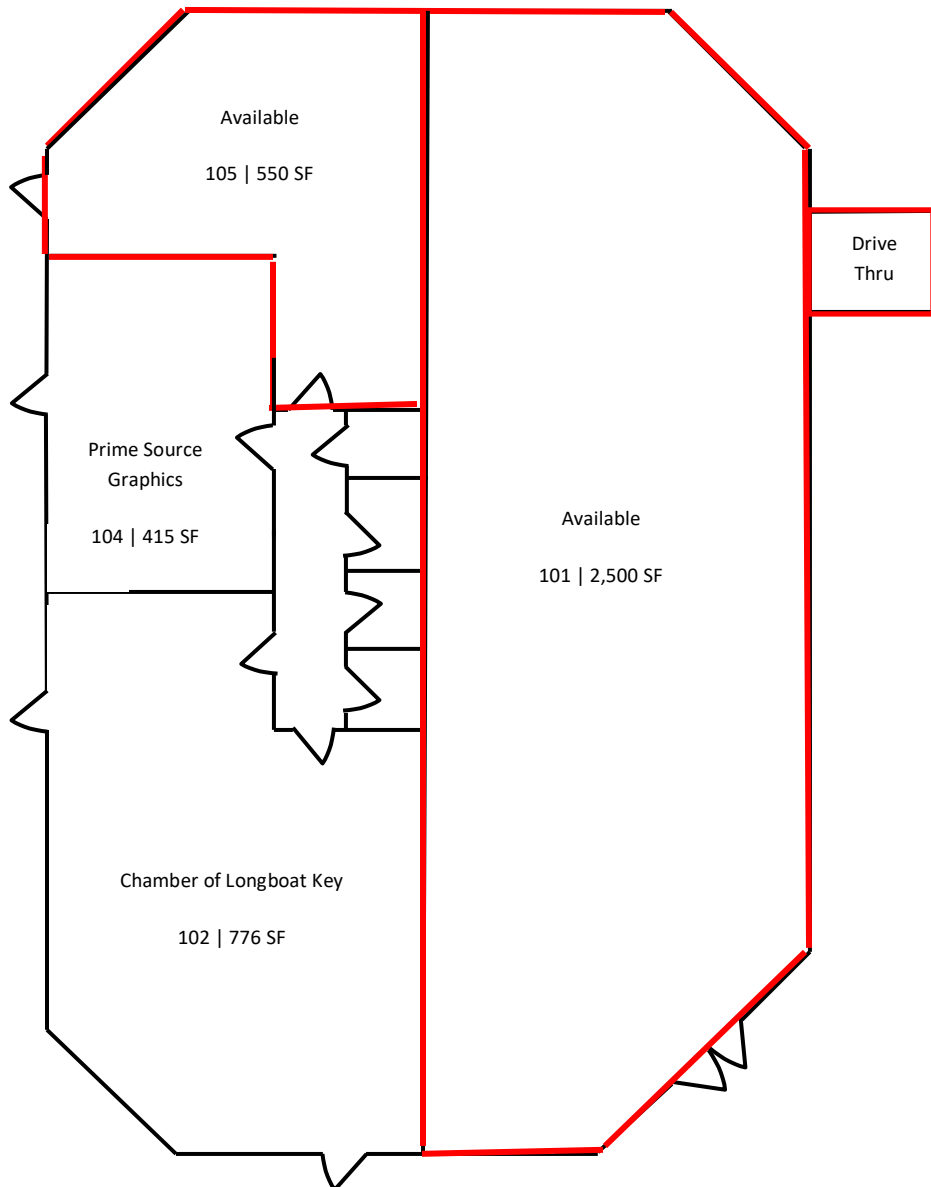 Available
105 | 550 SF
Drive
Thru
Prime Source
Graphics
104 | 415 SF
Available
101 | 2,500 SF
Chamber of Longboat Key
102 | 776 SF